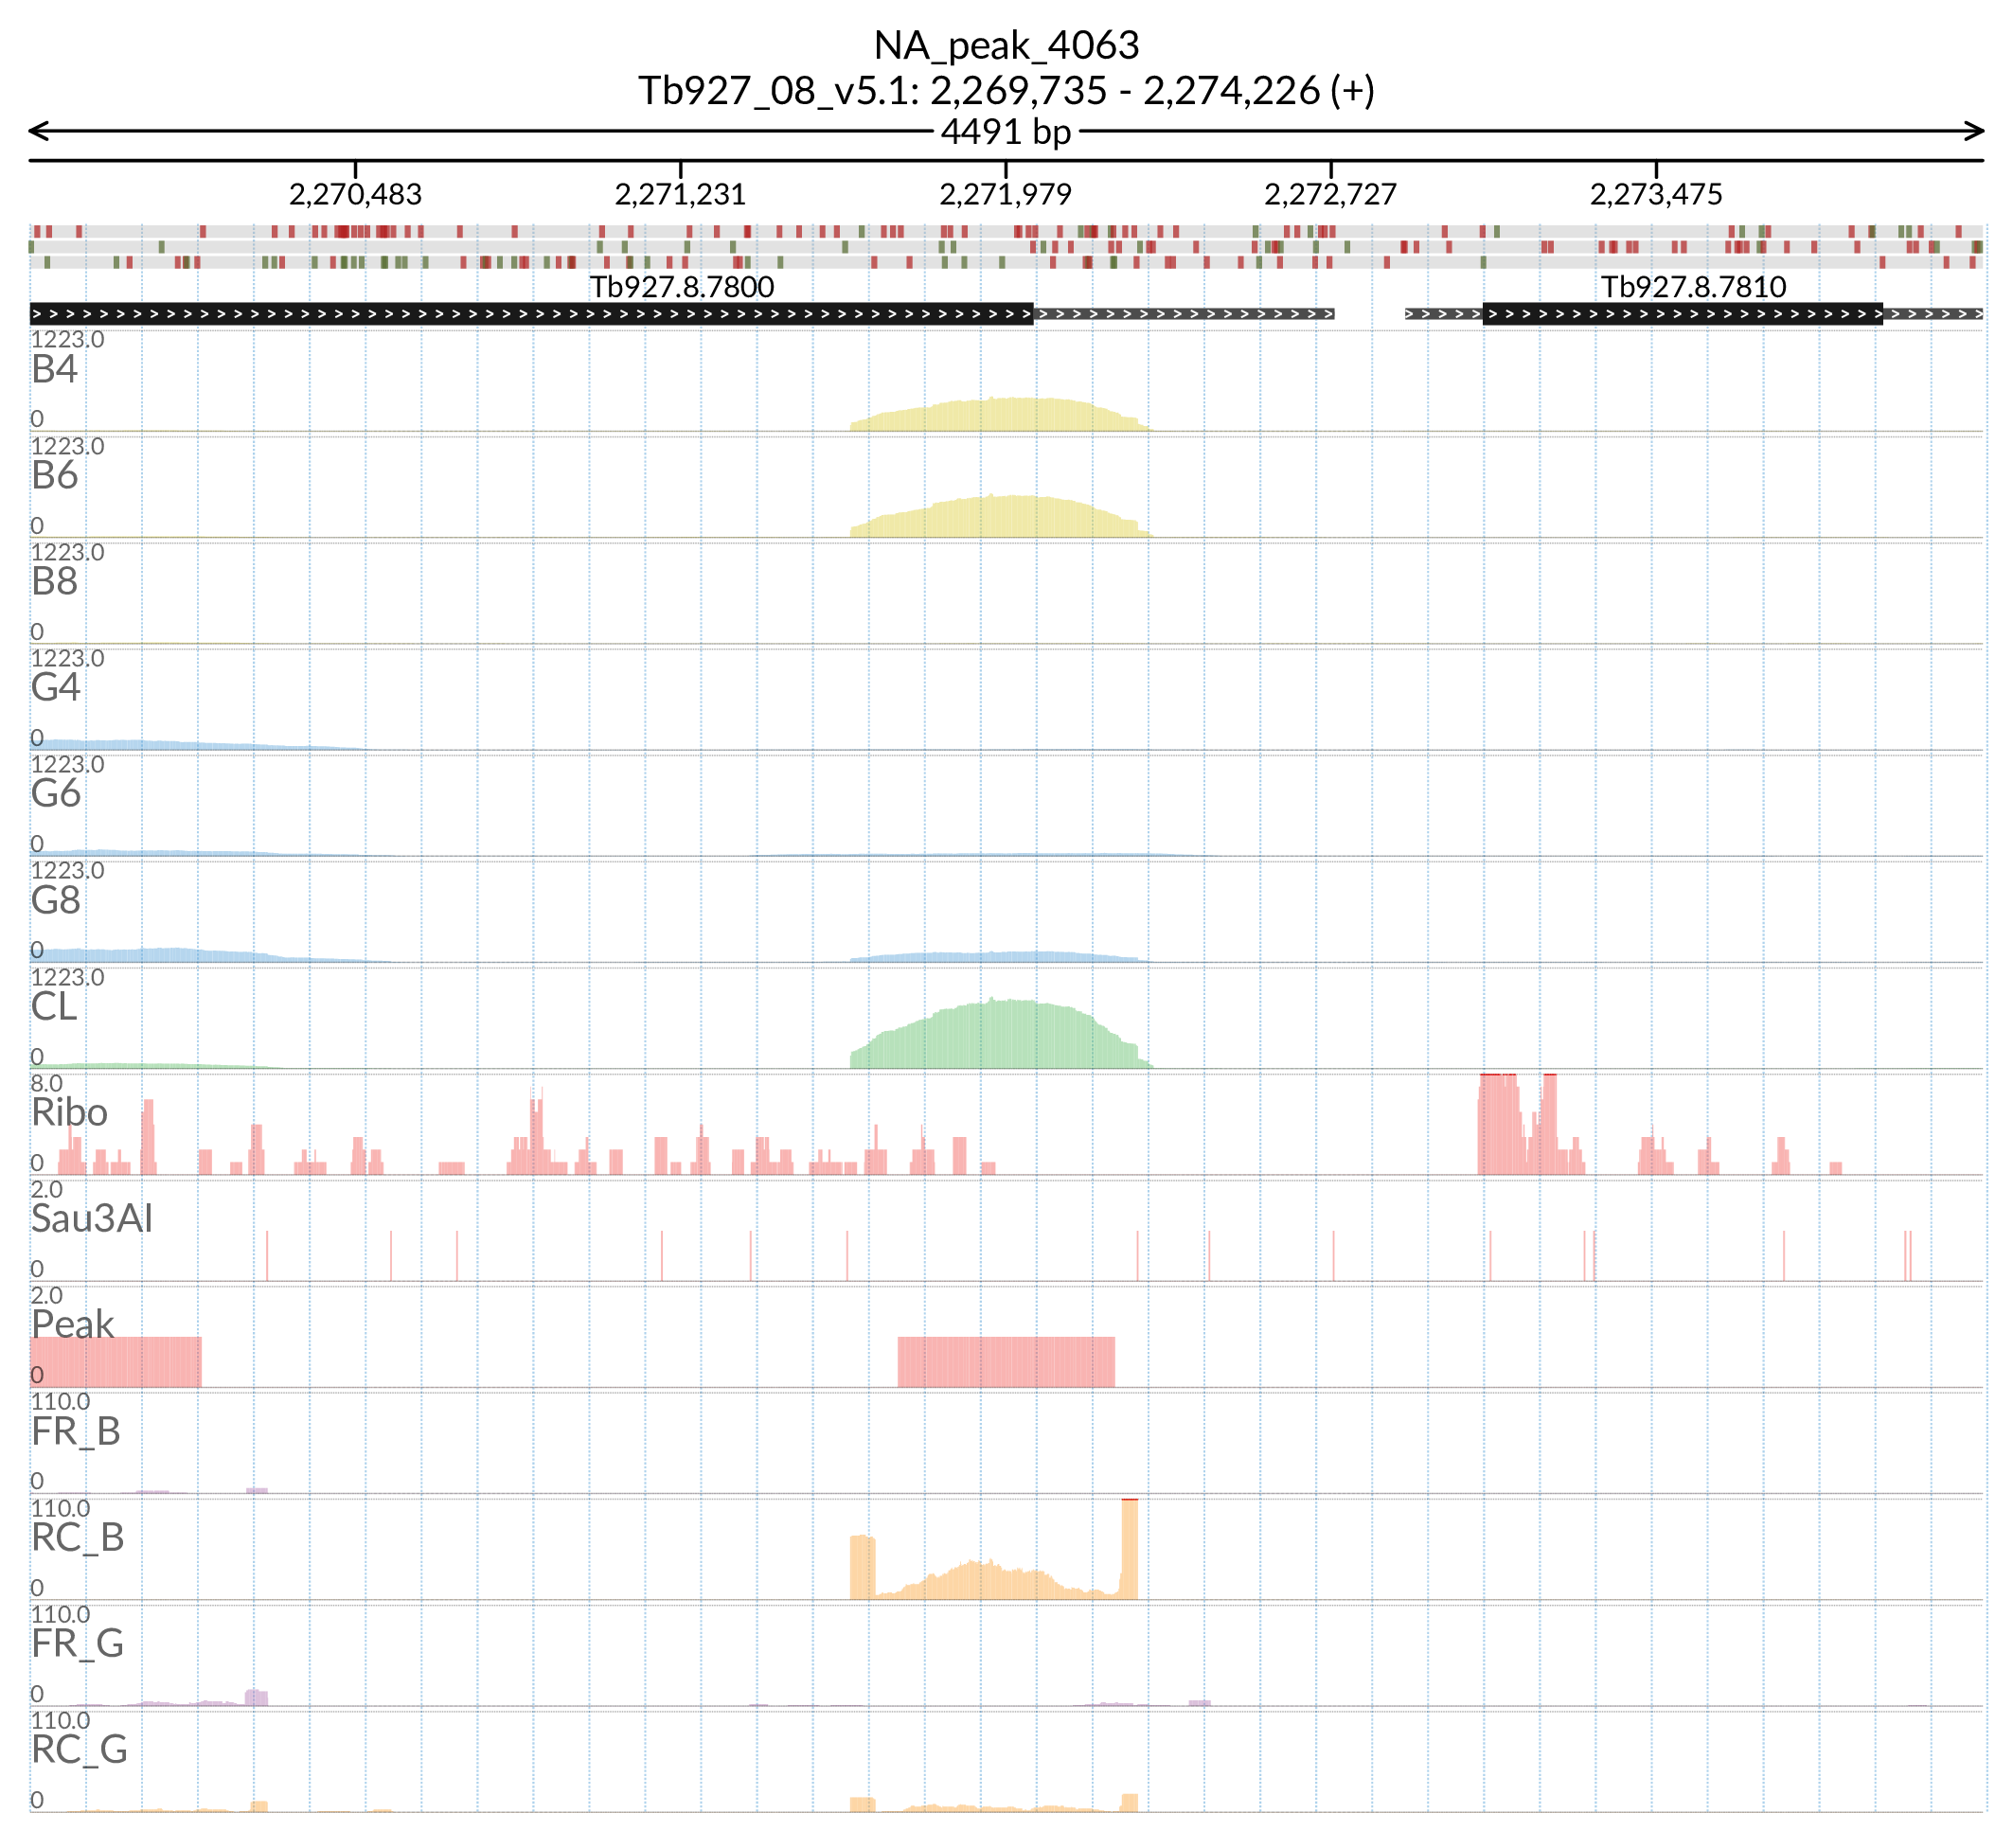 NA_peak_4063
Tb927_08_v5.1: 2,269,735 - 2,274,226 (+)
4491 bp
2,270,483 2,271,231 2,271,979 2,272,727 2,273,475
Tb927.8.7800 Tb927.8.7810
1223.0
B4
0
1223.0
B6
0
1223.0
B8
0
1223.0
G4
0
1223.0
G6
0
1223.0
G8
0
1223.0
CL
0
8.0
Ribo
0
2.0
Sau3AI
0
2.0
Peak
0
110.0
FR_B
0
110.0
RC_B
0
110.0
FR_G
0
110.0
RC_G
0